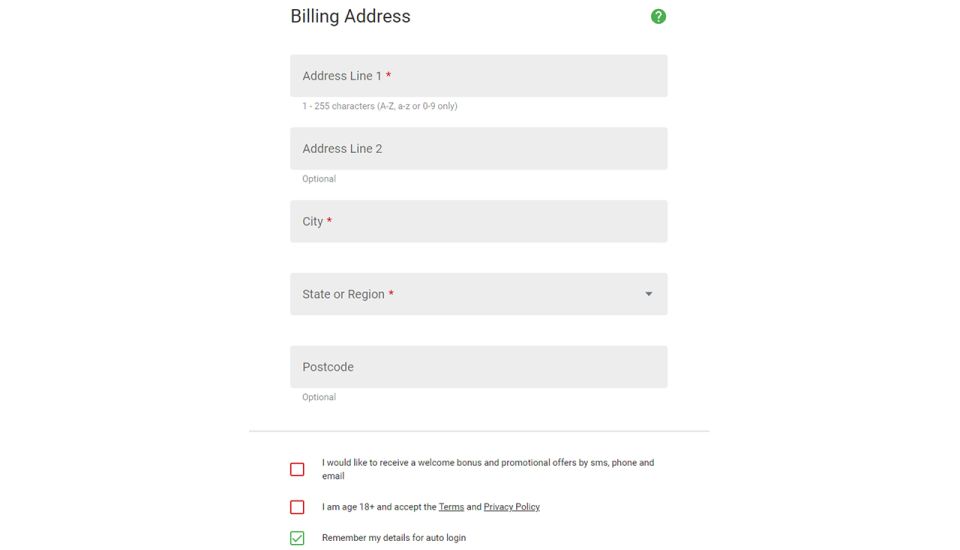 Billing Address
?
Address Line 1 *
1 - 255 characters (A-Z, a-z or 0-9 only)
Address Line 2
Optional
City *
State or Region *
Postcode
Optional
I would like to receive a welcome bonus and promotional offers by sms, phone and
email
I am age 18+ and accept the Terms and Privacy Policy
Remember my details for auto login